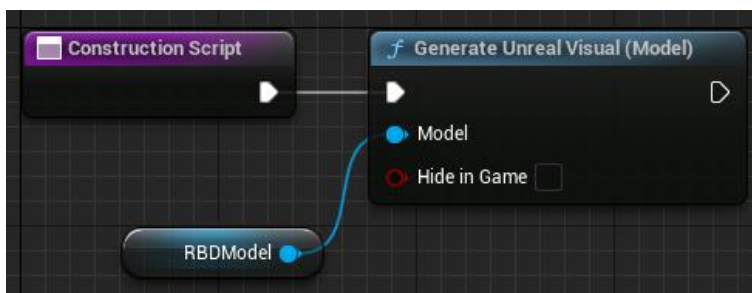 Construction Script
f Generate Unreal Visual (Model)
Model
Hide in Game
RBDModel